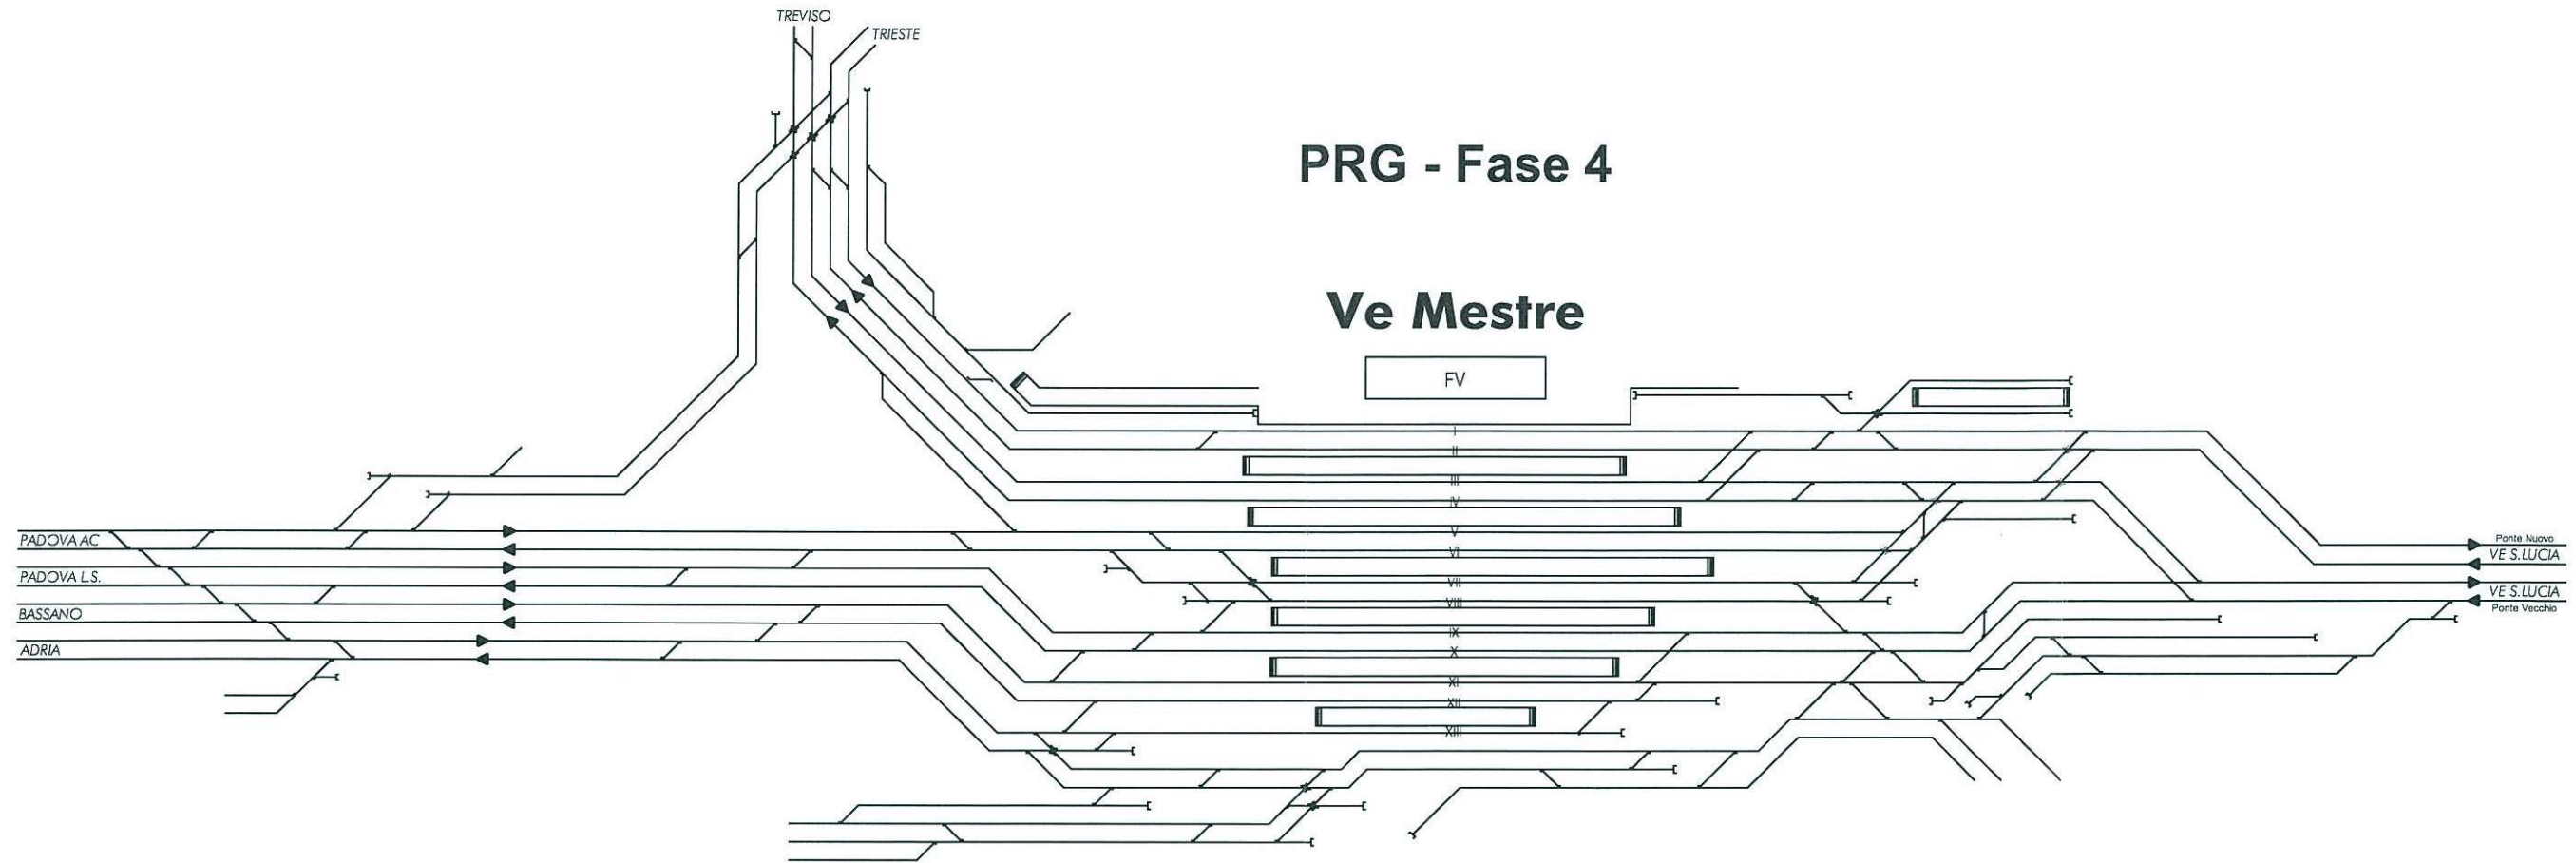 TREVISO
TRIESTE
PRG - Fase 4
Ve Mestre
FV
I
II
III
IV
V
VI
VII
VIII
IX
X
XI
XII
XIII
PADOVA AC
PADOVA L.S.
BASSANO
ADRIA
Ponte Nuovo
VE S.LUCIA
VE S.LUCIA
Ponte Vecchio